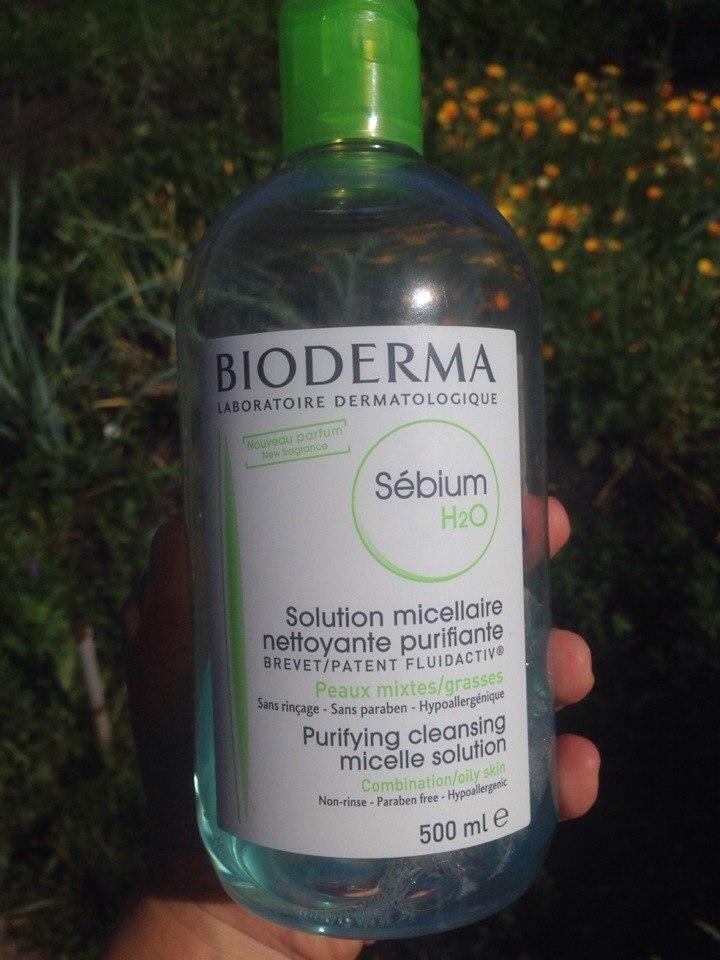 BIODERMA
LABORATOIRE DERMATOLOGIQUE
Nouveau parfum
New fragrance
Sébium
H2O
Solution micellaire
nettoyante purifiante
BREVET/PATENT FLUIDACTIV®
Peaux mixtes/grasses
Sans rinçage - Sans paraben - Hypoallergénique
Purifying cleansing
micelle solution
Combination/oily skin
Non-rinse - Paraben free - Hypoallergenic
500 ml ℮